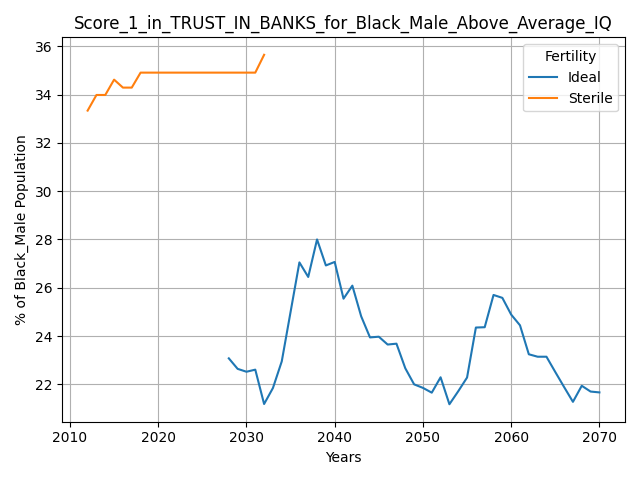 Score_1_in_TRUST_IN_BANKS_for_Black_Male_Above_Average_IQ
% of Black_Male Population
36
34
32
30
28
26
24
22
Fertility
Ideal
Sterile
2010 2020 2030 2040 2050 2060 2070
Years